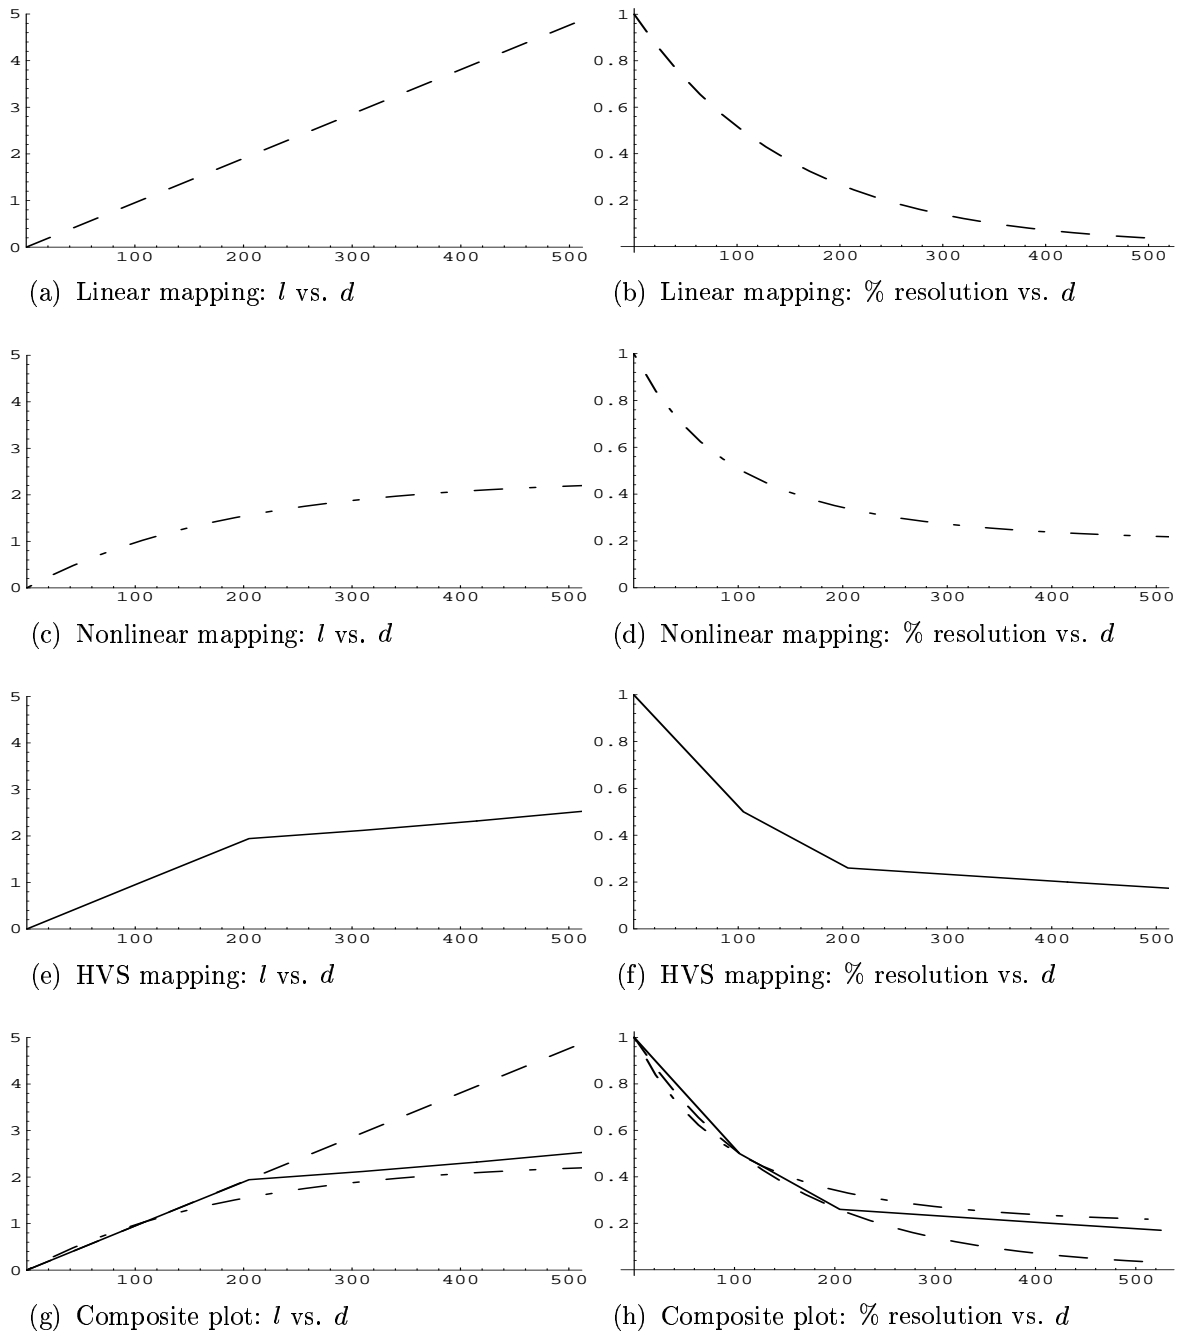 5
4
3
2
1
0
100 200 300 400 500
1
0.8
0.6
0.4
0.2
100 200 300 400 500
(a) Linear mapping: l vs. d
(b) Linear mapping: % resolution vs. d
5
4
3
2
1
0
100 200 300 400 500
1
0.8
0.6
0.4
0.2
0
100 200 300 400 500
(c) Nonlinear mapping: l vs. d
(d) Nonlinear mapping: % resolution vs. d
5
4
3
2
1
0
100 200 300 400 500
1
0.8
0.6
0.4
0.2
0
100 200 300 400 500
(e) HVS mapping: l vs. d
(f) HVS mapping: % resolution vs. d
5
4
3
2
1
0
100 200 300 400 500
1
0.8
0.6
0.4
0.2
100 200 300 400 500
(g) Composite plot: l vs. d
(h) Composite plot: % resolution vs. d